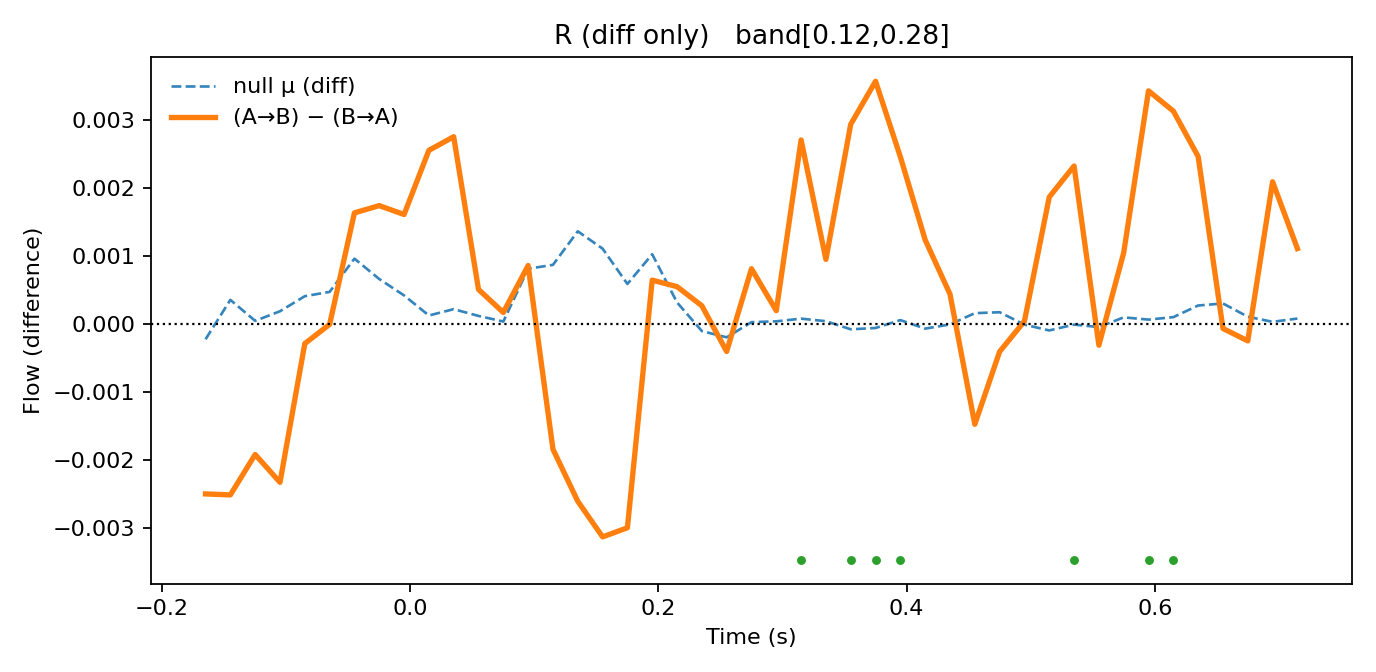 R (diff only)   band[0.12,0.28]
null μ (diff)
(A→B) − (B→A)
Flow (difference)
0.003
0.002
0.001
0.000
−0.001
−0.002
−0.003
−0.2
0.0
0.2
0.4
0.6
Time (s)